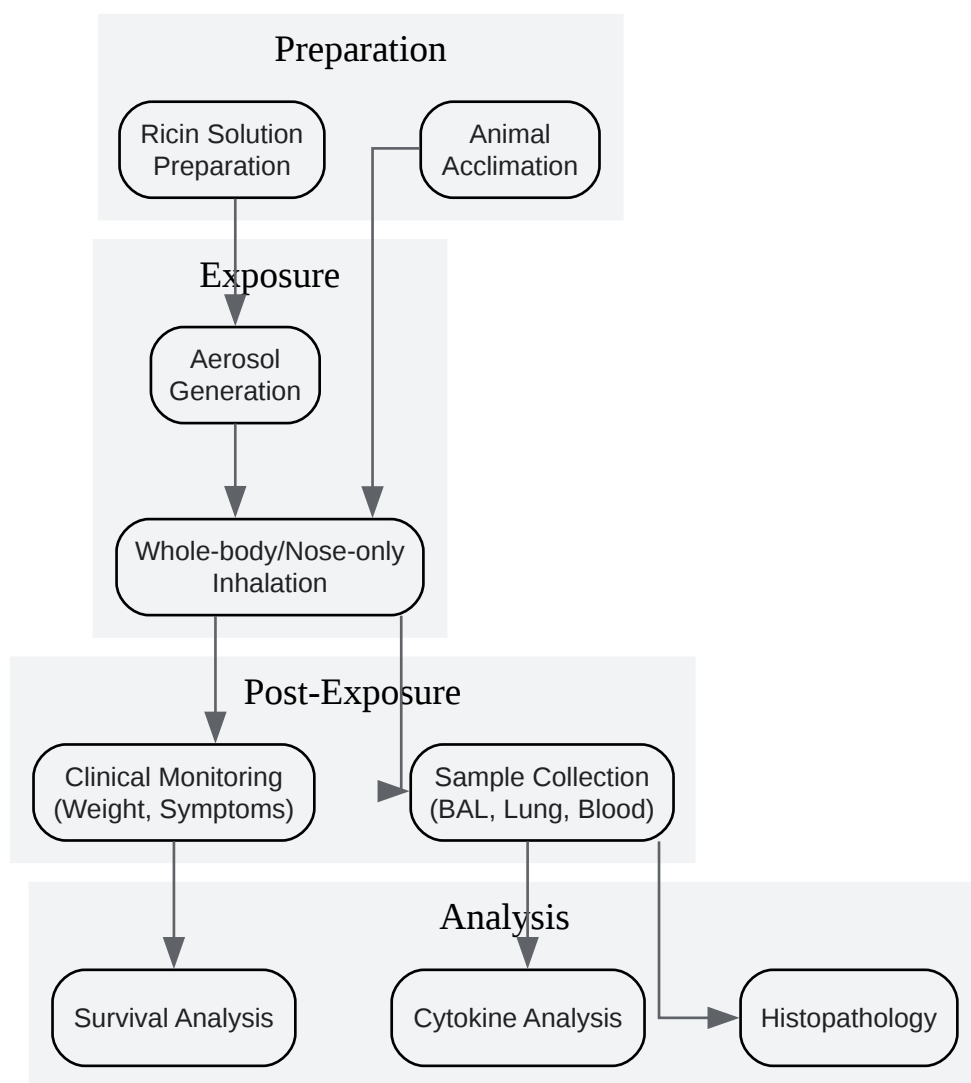 Preparation
Ricin Solution
Preparation
Animal
Acclimation
Exposure
Aerosol
Generation
Whole-body/Nose-only
Inhalation
Post-Exposure
Clinical Monitoring
(Weight, Symptoms)
Sample Collection
(BAL, Lung, Blood)
Analysis
Survival Analysis
Cytokine Analysis
Histopathology